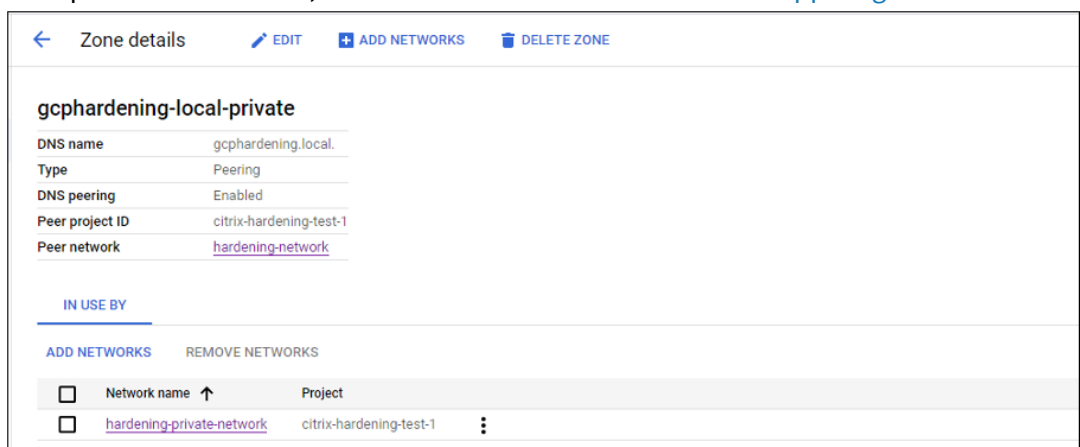 Zone details EDIT ADD NETWORKS DELETE ZONE
gcphardening-local-private
DNS name gcphardening.local.
Type Peering
DNS peering Enabled
Peer project ID citrix-hardening-test-1
Peer network hardening-network
IN USE BY
ADD NETWORKS REMOVE NETWORKS
Network name Project
hardening-private-network citrix-hardening-test-1